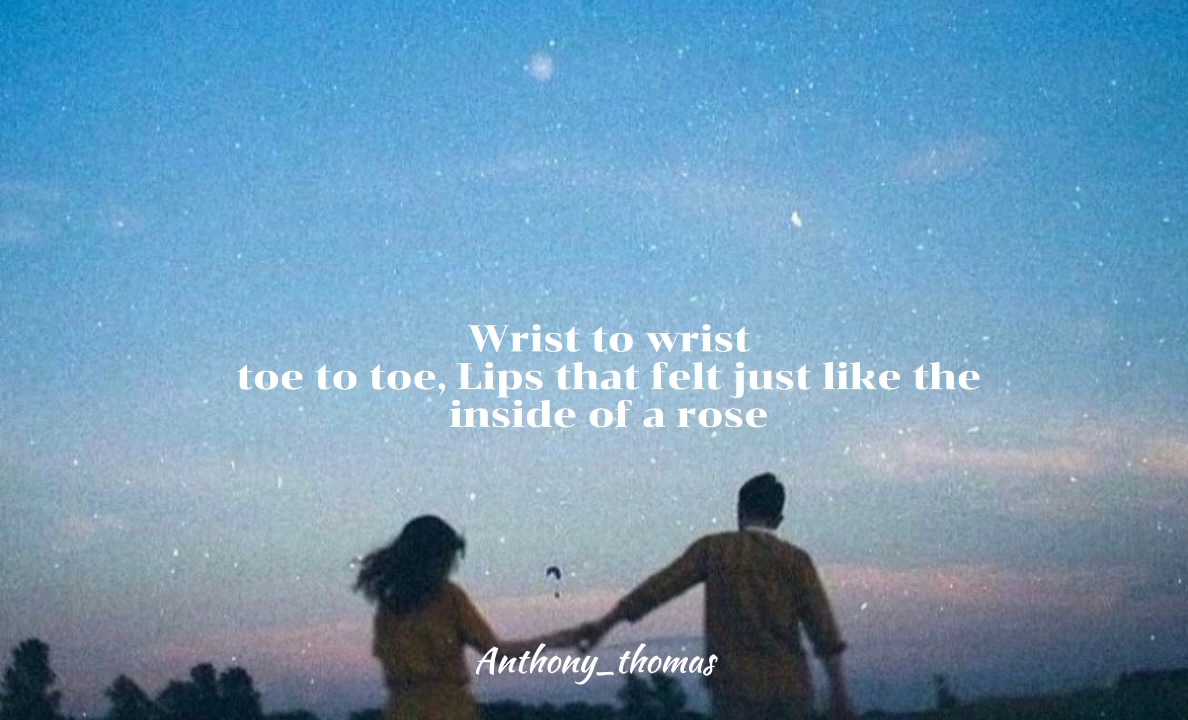 Wrist to wrist
toe to toe, Lips that felt just like the
inside of a rose
Anthony_thomas